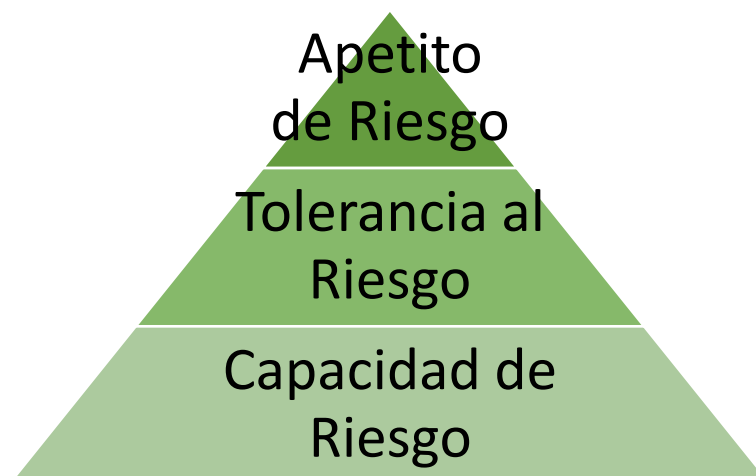 Apetito
de Riesgo
Tolerancia al
Riesgo
Capacidad de
Riesgo